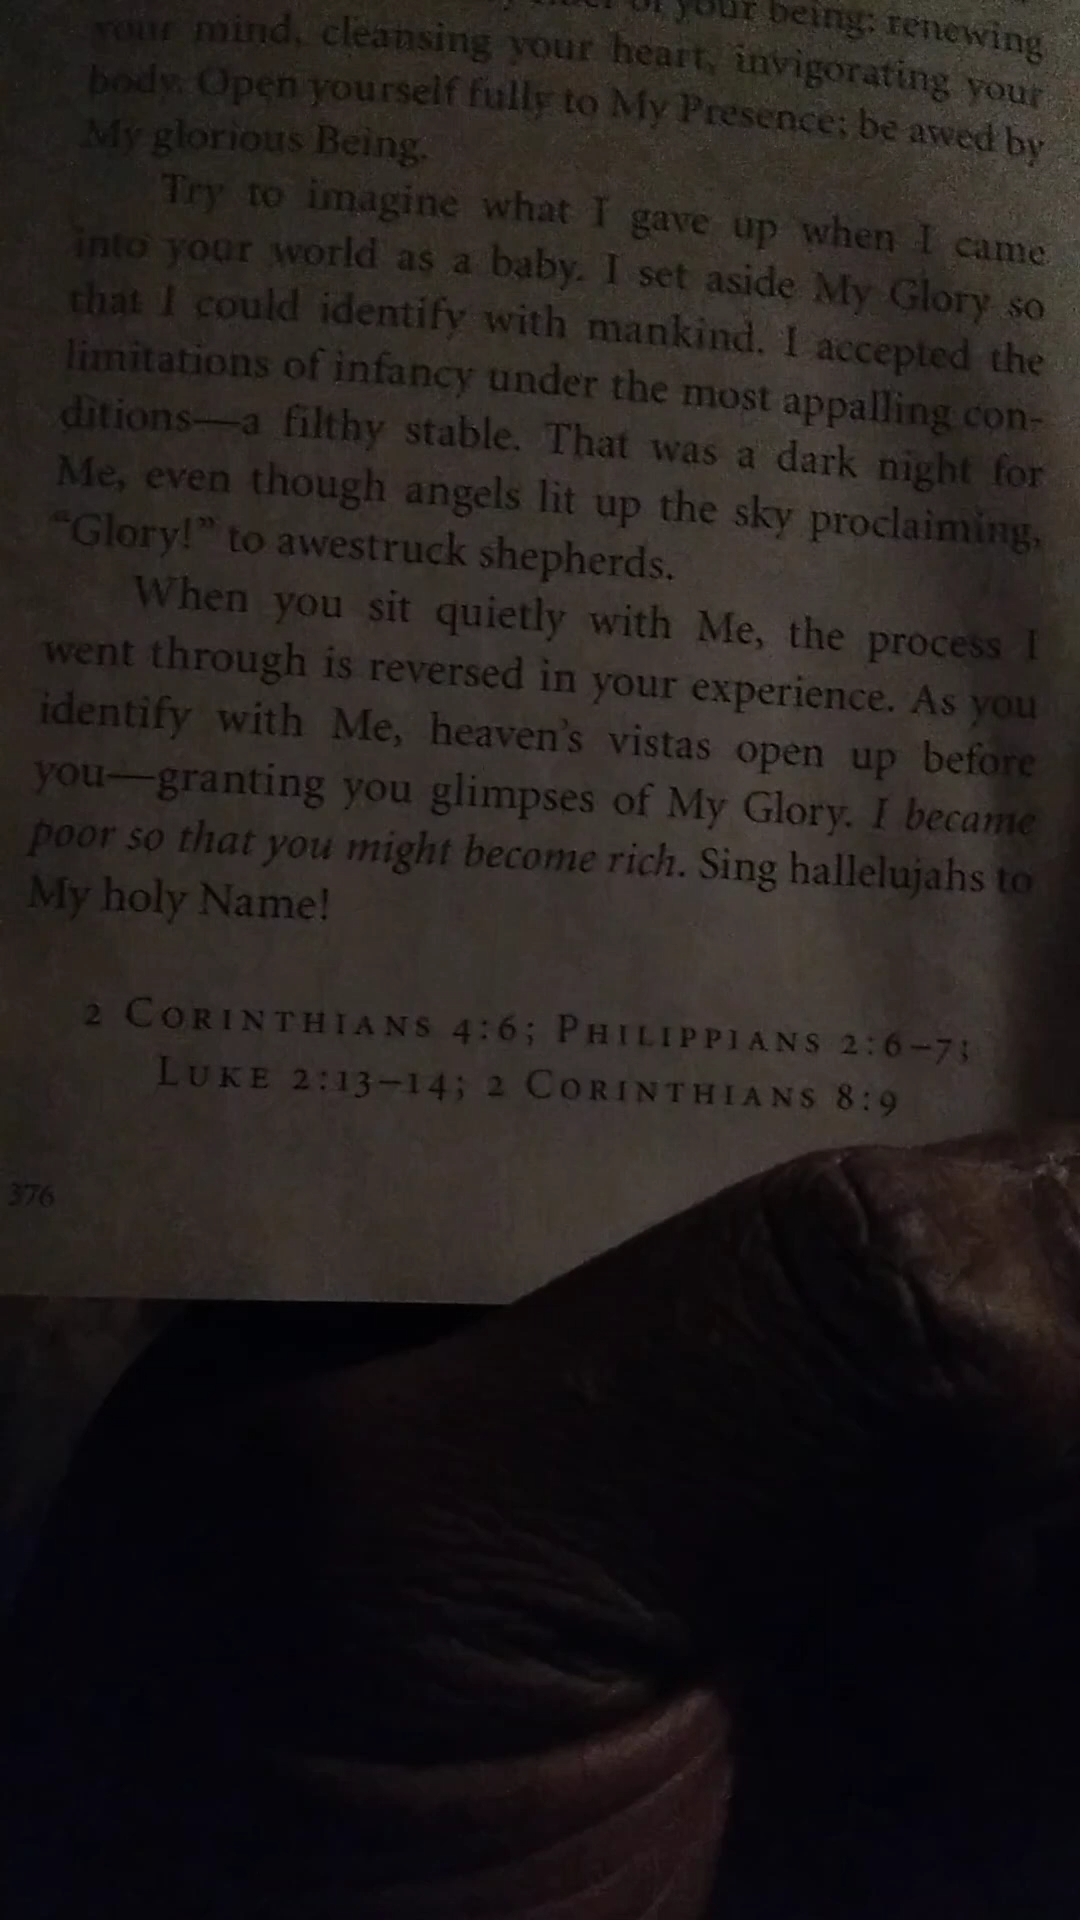 of your being: renewing
your mind, cleansing your heart, invigorating your
body. Open yourself fully to My Presence; be awed by
My glorious Being.
Try to imagine what I gave up when I came
into your world as a baby. I set aside My Glory so
that I could identify with mankind. I accepted the
limitations of infancy under the most appalling con-
ditions—a filthy stable. That was a dark night for
Me, even though angels lit up the sky proclaiming,
“Glory!” to awestruck shepherds.
When you sit quietly with Me, the process I
went through is reversed in your experience. As you
identify with Me, heaven’s vistas open up before
you—granting you glimpses of My Glory. I became
poor so that you might become rich. Sing hallelujahs to
My holy Name!
2 CORINTHIANS 4:6; PHILIPPIANS 2:6–7;
LUKE 2:13–14; 2 CORINTHIANS 8:9
376